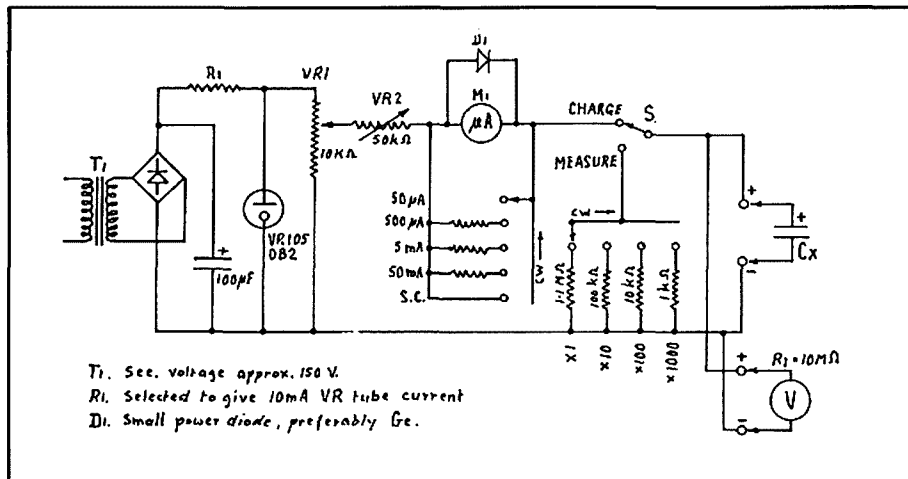 R1
VR1
VR2
50kΩ
10KΩ
D1
M1
μA
CHARGE
S.
MEASURE
T1
+
100μF
VR105
OB2
50μA
500μA
5mA
50mA
S.C.
CW
CW
1·1MΩ
100kΩ
10kΩ
1kΩ
x1
x10
x100
x1000
+
-
Cx
+
+
-
R1=10MΩ
V
T1. Sec. voltage approx. 150 V.
R1. Selected to give 10mA VR tube current
D1. Small power diode, preferably Ge.